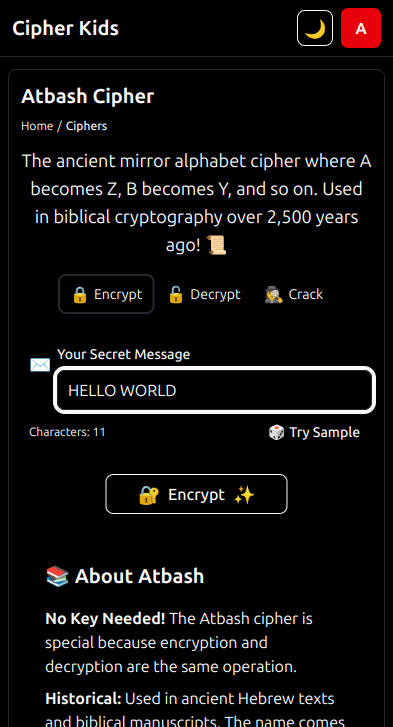 Cipher Kids
A
Atbash Cipher
Home / Ciphers
The ancient mirror alphabet cipher where A
becomes Z, B becomes Y, and so on. Used
in biblical cryptography over 2,500 years
ago! 📜
🔒 Encrypt 🔓 Decrypt 🕵️ Crack
Your Secret Message
HELLO WORLD
Characters: 11 🎲 Try Sample
🔐 Encrypt ✨
📚 About Atbash
No Key Needed! The Atbash cipher is
special because encryption and
decryption are the same operation.
Historical: Used in ancient Hebrew texts
and biblical manuscripts. The name comes